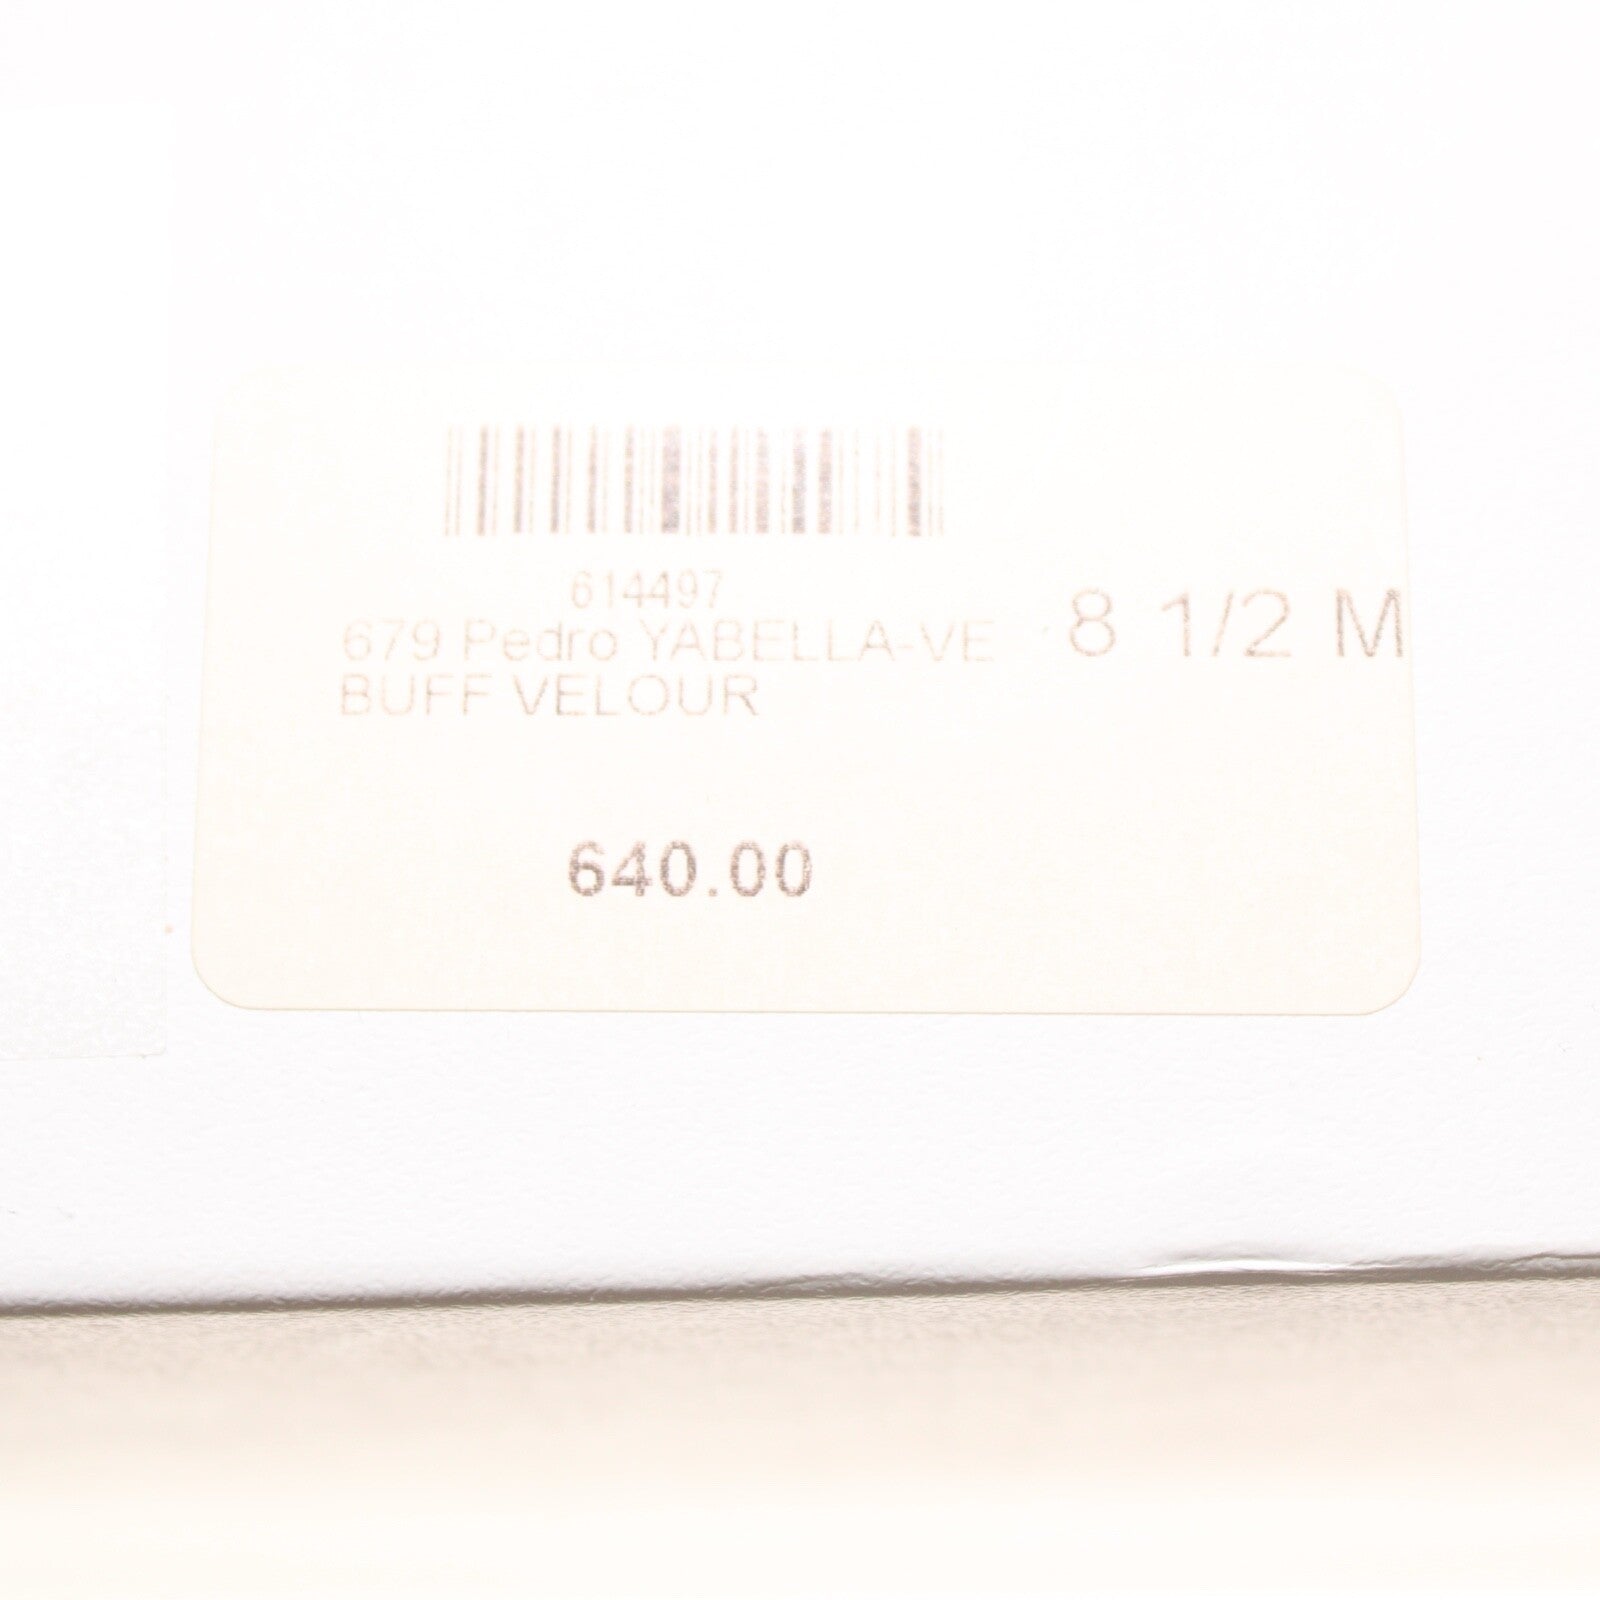 614497
679 Pedro YABELLA-VE 8 1/2 M
BUFF VELOUR
640.00